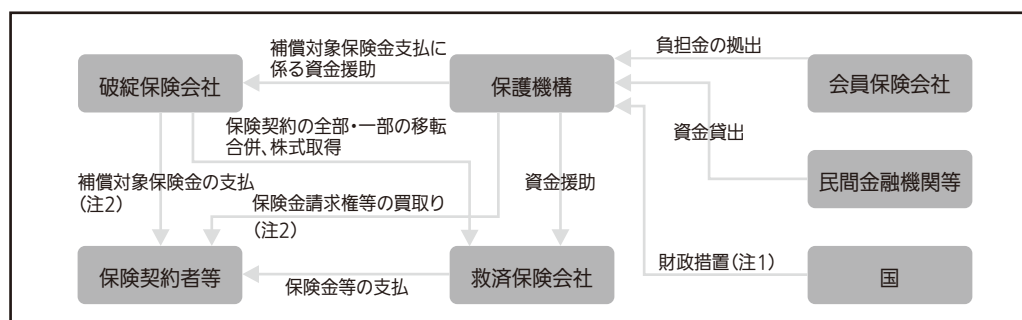 補償対象保険金支払に
係る資金援助
負担金の拠出
破綻保険会社
保護機構
会員保険会社
保険契約の全部・一部の移転
合併、株式取得
資金貸出
補償対象保険金の支払
(注2)
資金援助
民間金融機関等
保険金請求権等の買取り
(注2)
財政措置(注1)
保険契約者等
保険金等の支払
救済保険会社
国